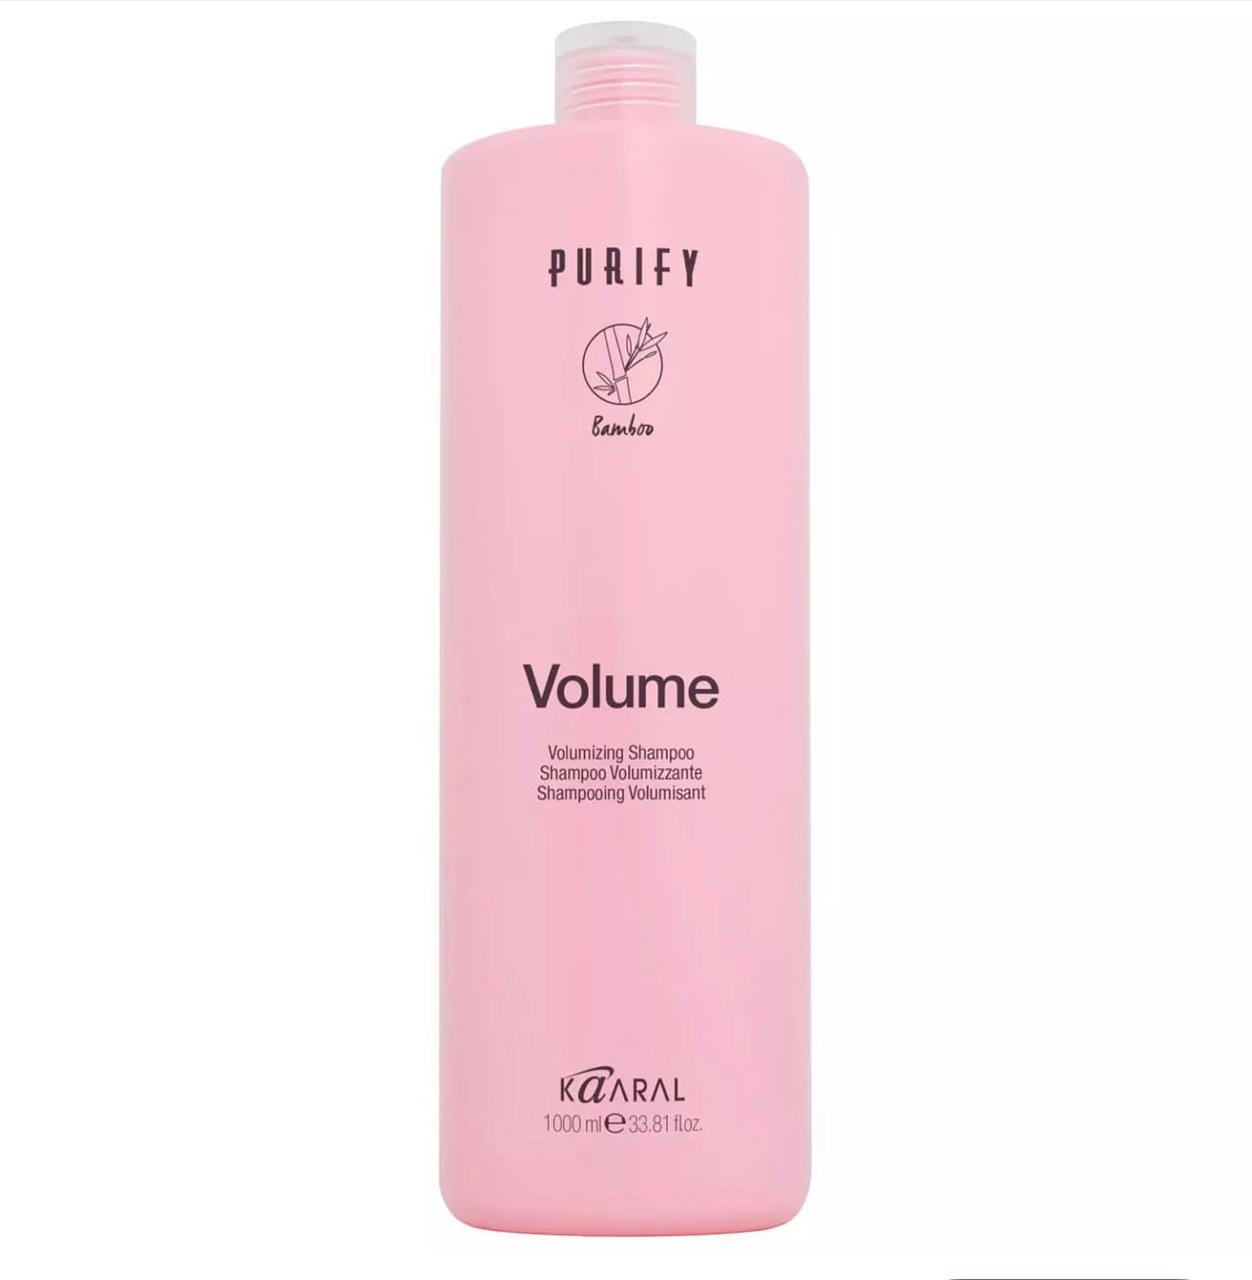 PURIFY
Bamboo
Volume
Volumizing Shampoo
Shampoo Volumizzante
Shampooing Volumisant
KaARAL
1000 ml e 33.81 fl.oz.